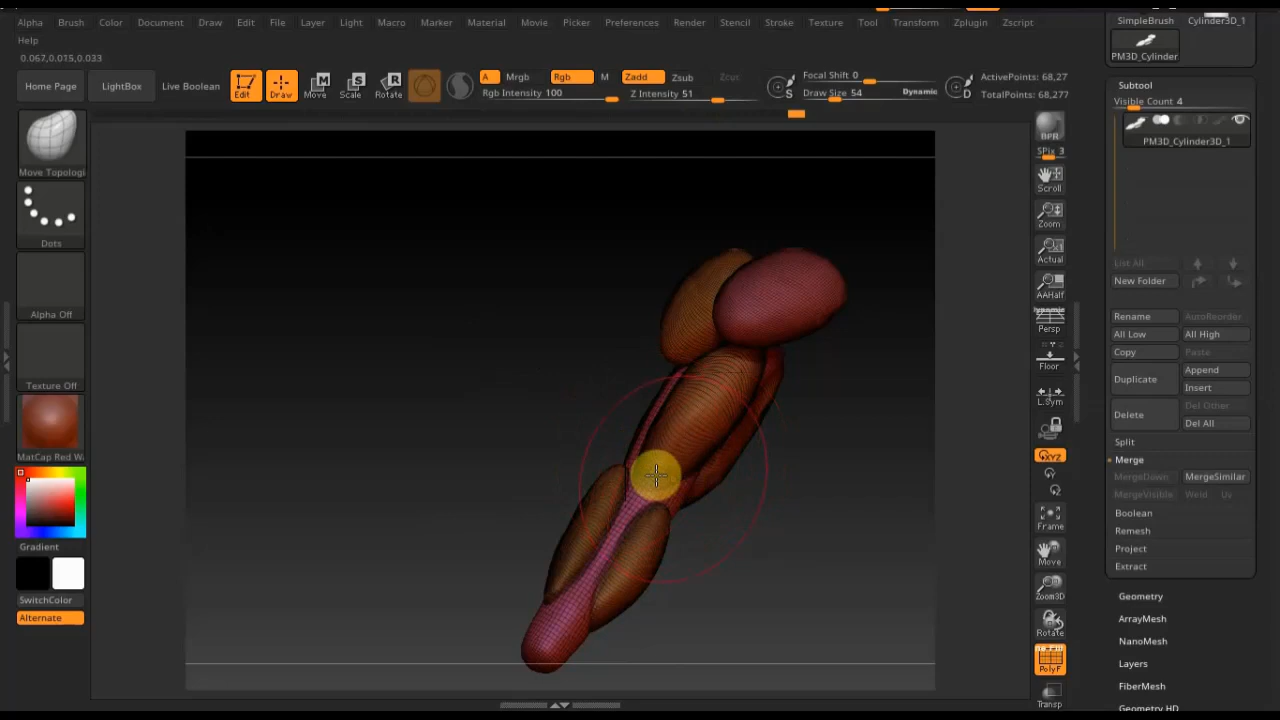 Alpha Brush Color Document Draw Edit File Layer Light Macro Marker Material Movie Picker Preferences Render Stencil Stroke Texture Tool Transform Zplugin Zscript
Help
0.067,0.015,0.033
Home Page
LightBox
Live Boolean
Edit
Draw
Move
Scale
Rotate
A
Mrgb
Rgb
M
Zadd
Zsub
Zcut
Rgb Intensity 100
Z Intensity 51
Focal Shift 0
Draw Size 54
Dynamic
ActivePoints: 68,27
TotalPoints: 68,277
Move Topologi
Dots
Alpha Off
Texture Off
MatCap Red Wa
Gradient
SwitchColor
Alternate
BPR
SPix 3
Scroll
Zoom
Actual
AAHalf
Dynamic
Persp
Floor
L.Sym
XYZ
Frame
Move
Zoom3D
Rotate
PolyF
Transp
SimpleBrush
Cylinder3D_1
PM3D_Cylinder
Subtool
Visible Count 4
PM3D_Cylinder3D_1
List All
New Folder
Rename
AutoReorder
All Low
All High
Copy
Paste
Duplicate
Append
Insert
Delete
Del Other
Del All
Split
Merge
MergeDown
MergeSimilar
MergeVisible
Weld
Uv
Boolean
Remesh
Project
Extract
Geometry
ArrayMesh
NanoMesh
Layers
FiberMesh
Geometry HD